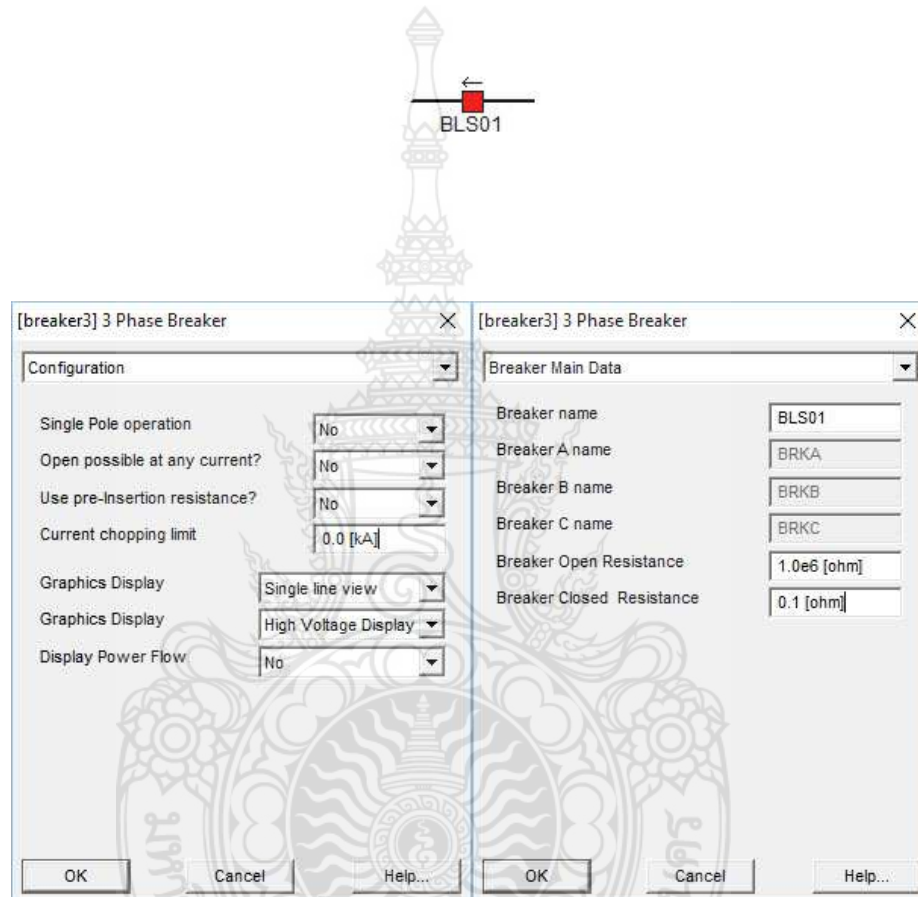 ←
BLS01
[breaker3] 3 Phase Breaker
Configuration
Single Pole operation No
Open possible at any current? No
Use pre-Insertion resistance? No
Current chopping limit 0.0 [kA]
Graphics Display Single line view
Graphics Display High Voltage Display
Display Power Flow No
OK Cancel Help...
[breaker3] 3 Phase Breaker
Breaker Main Data
Breaker name BLS01
Breaker A name BRKA
Breaker B name BRKB
Breaker C name BRKC
Breaker Open Resistance 1.0e6 [ohm]
Breaker Closed Resistance 0.1 [ohm]
OK Cancel Help...